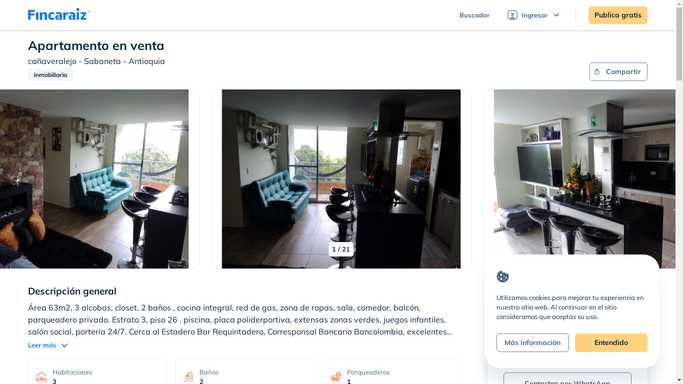 Fincaraiz
Buscador
Ingresar
Publica gratis
Apartamento en venta
cañaveralejo - Sabaneta - Antioquia
Inmobiliaria
Compartir
1 / 21
Descripción general
Área 63m2, 3 alcobas, closet, 2 baños , cocina integral, red de gas, zona de ropas, sala, comedor, balcón,
parqueadero privado. Estrato 3, piso 26 , piscina, placa poliderportiva, extensas zonas verdes, juegos infantiles,
salón social, portería 24/7. Cerca al Estadero Bar Requintadero, Corresponsal Bancario Bancolombia, excelentes...
Leer más
Habitaciones
3
Baños
2
Parqueaderos
1
Utilizamos cookies para mejorar tu experiencia en
nuestro sitio web. Al continuar en el sitio
consideramos que aceptas su uso.
Más información
Entendido
Contactar por WhatsApp